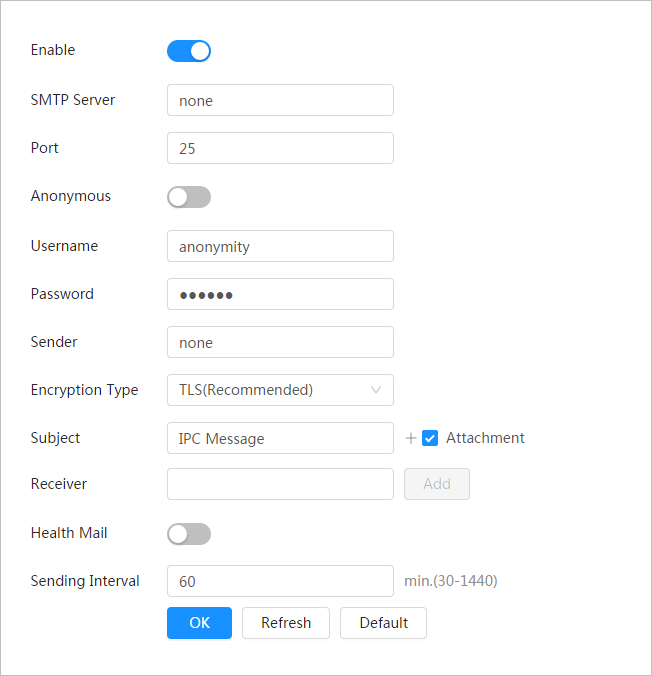 Enable
SMTP Server none
Port 25
Anonymous
Username anonymity
Password ●●●●●●
Sender none
Encryption Type TLS(Recommended)
Subject IPC Message + Attachment
Receiver Add
Health Mail
Sending Interval 60 min.(30-1440)
OK Refresh Default